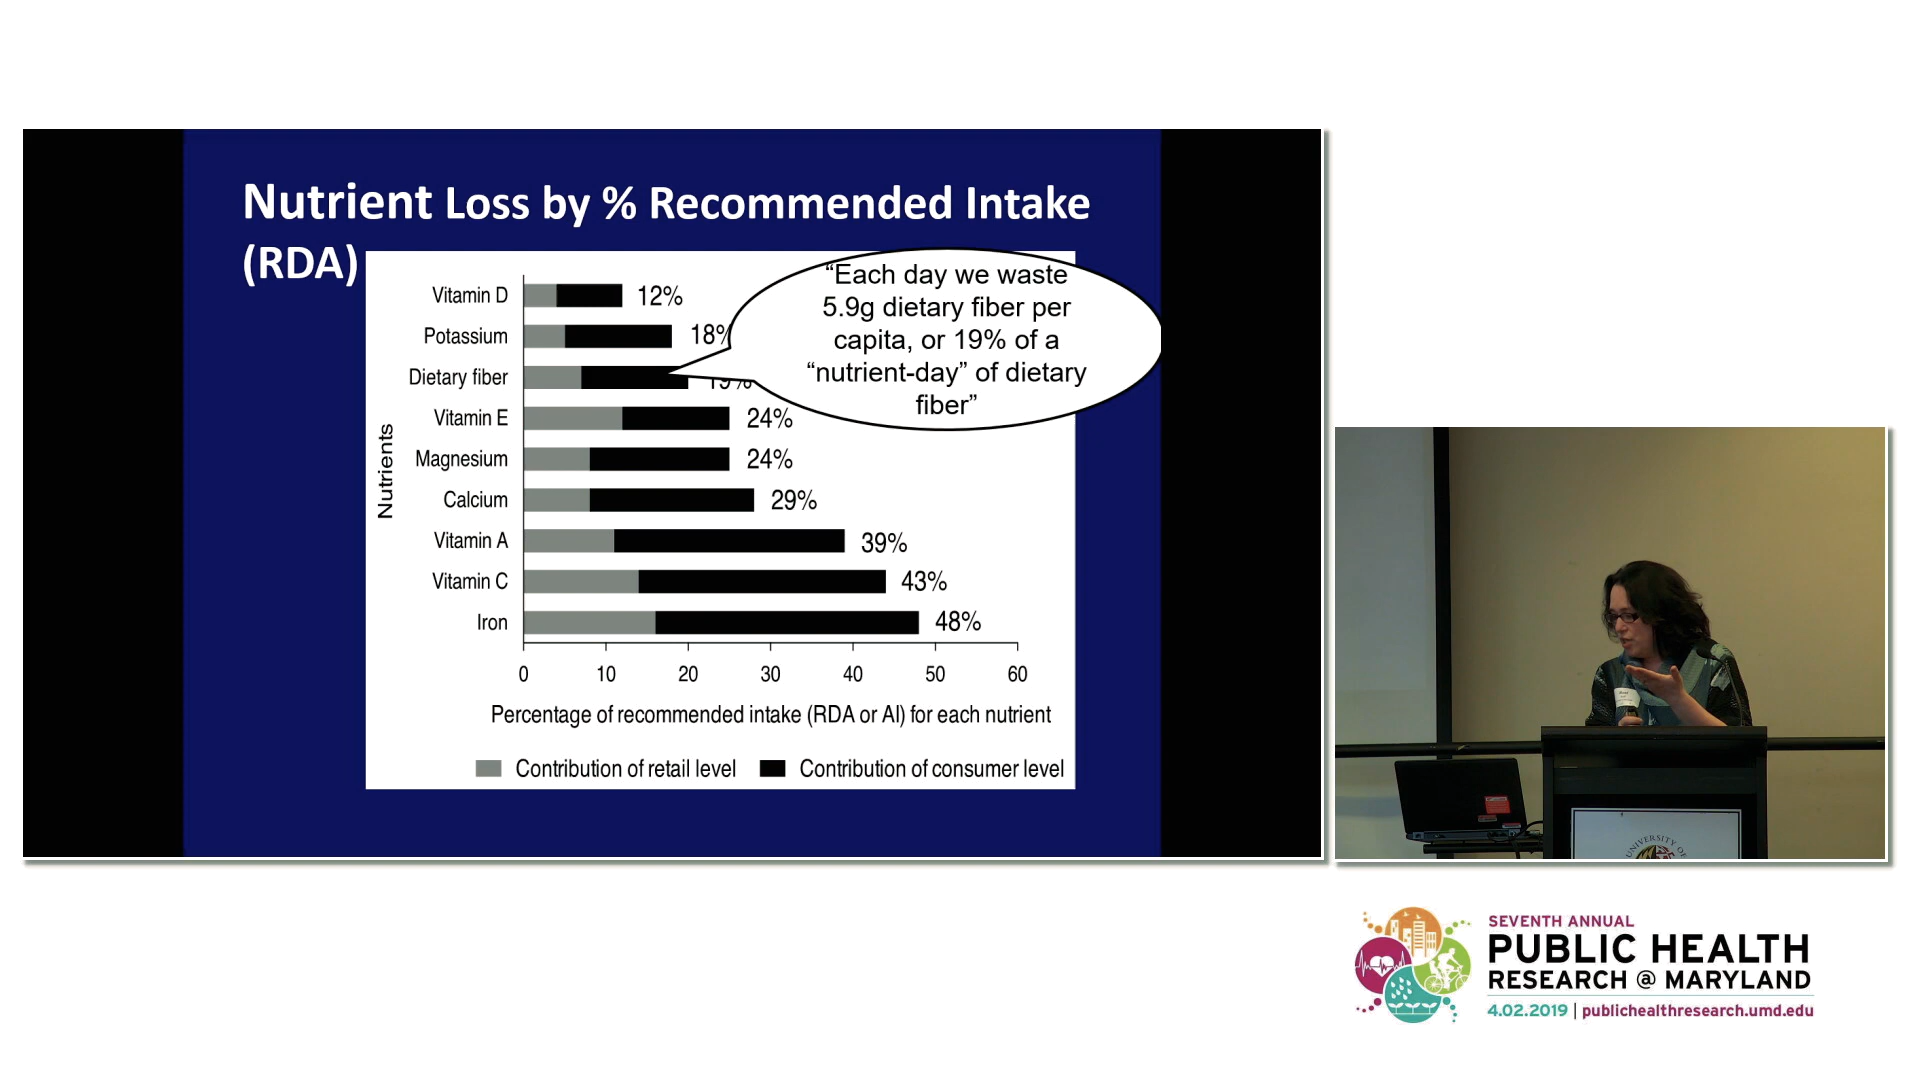 Nutrient Loss by % Recommended Intake
(RDA)
“Each day we waste
5.9g dietary fiber per
capita, or 19% of a
“nutrient-day” of dietary
fiber”
Nutrients
Vitamin D 12%
Potassium 18%
Dietary fiber 19%
Vitamin E 24%
Magnesium 24%
Calcium 29%
Vitamin A 39%
Vitamin C 43%
Iron 48%
0 10 20 30 40 50 60
Percentage of recommended intake (RDA or AI) for each nutrient
Contribution of retail level Contribution of consumer level
UNIVERSITY OF
SEVENTH ANNUAL
PUBLIC HEALTH
RESEARCH @ MARYLAND
4.02.2019 | publichealthresearch.umd.edu